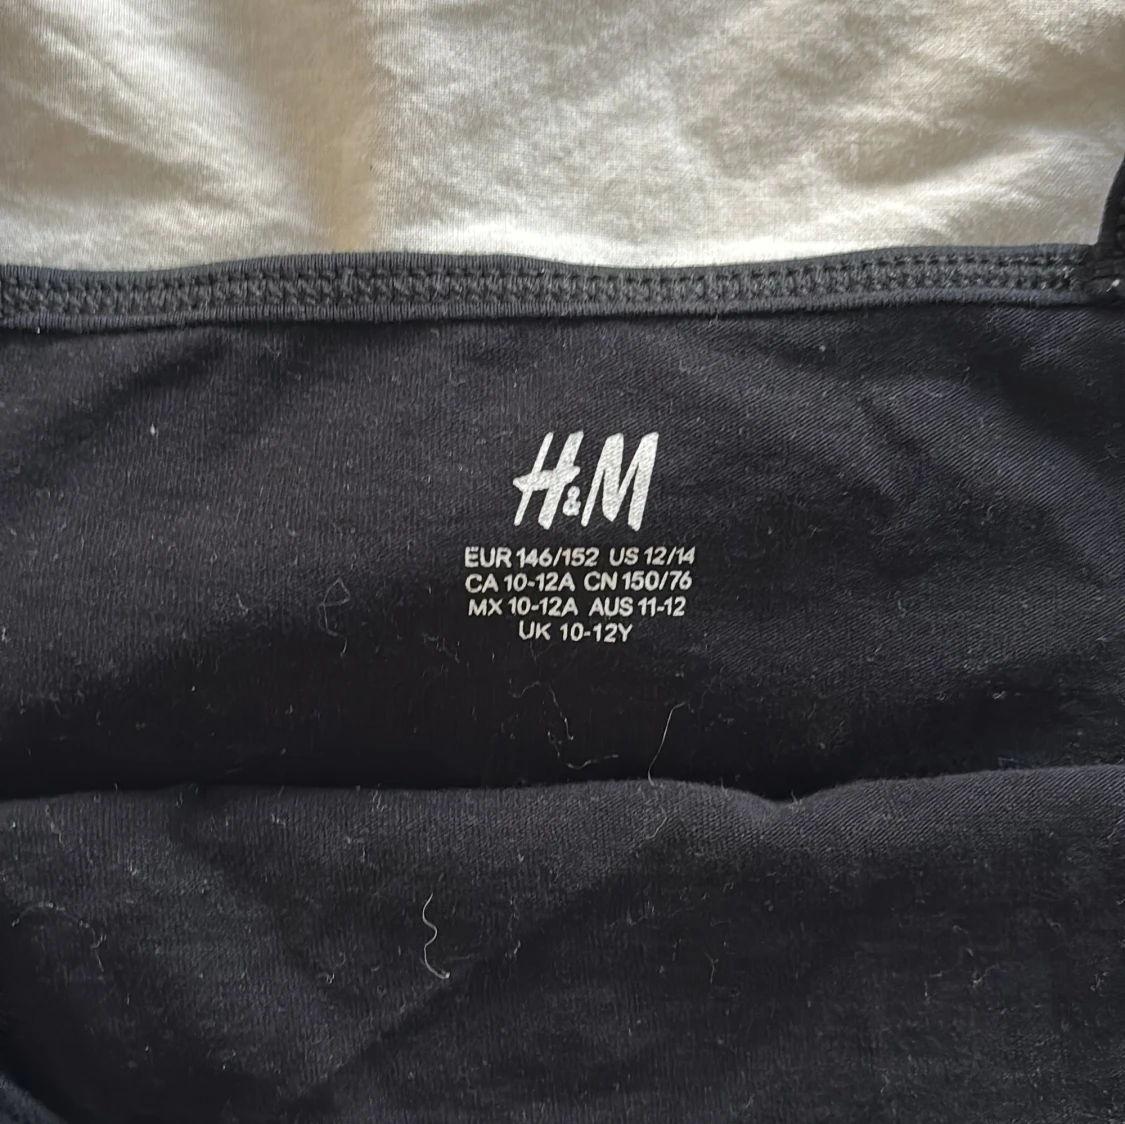 H&M
EUR 146/152 US 12/14
CA 10-12A CN 150/76
MX 10-12A AUS 11-12
UK 10-12Y